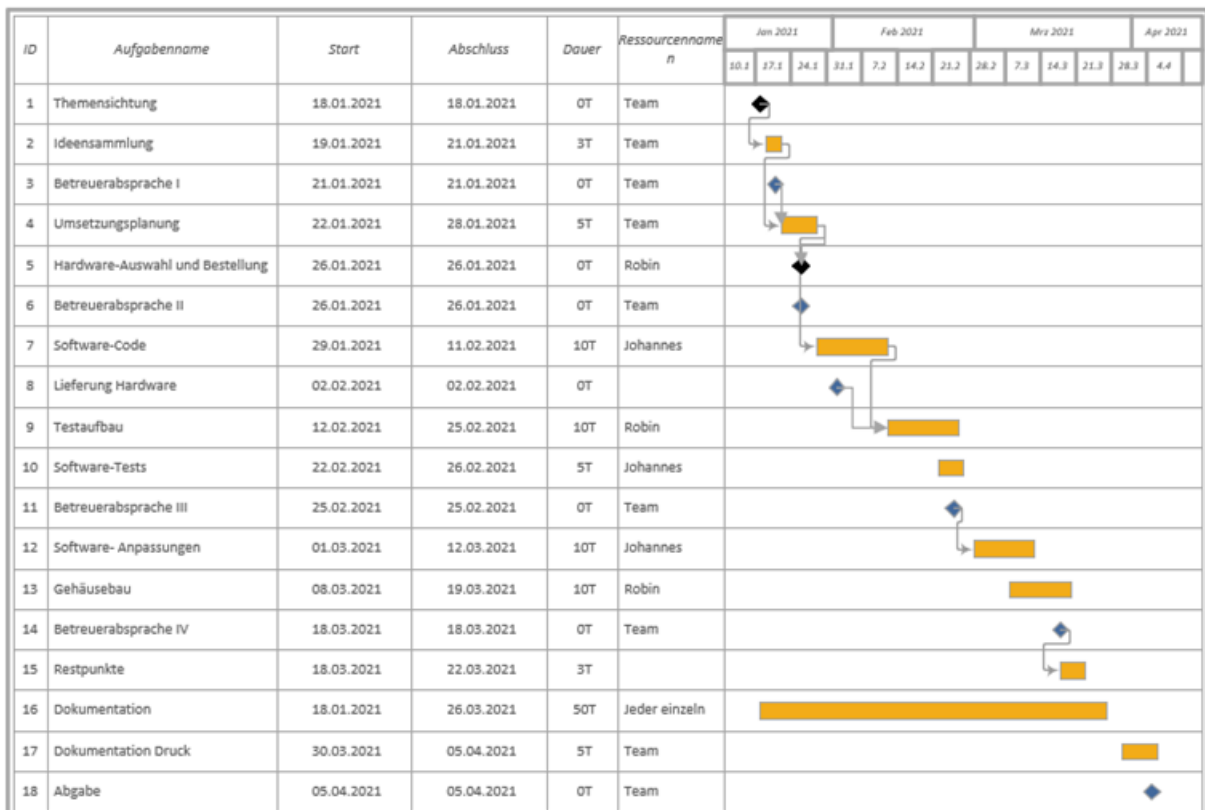 ID Aufgabenname Start Abschluss Dauer Ressourcenname
n
Jan 2021 Feb 2021 Mrz 2021 Apr 2021
10.1 17.1 24.1 31.1 7.2 14.2 21.2 28.2 7.3 14.3 21.3 28.3 4.4
1 Themensichtung 18.01.2021 18.01.2021 0T Team
2 Ideensammlung 19.01.2021 21.01.2021 3T Team
3 Betreuerabsprache I 21.01.2021 21.01.2021 0T Team
4 Umsetzungsplanung 22.01.2021 28.01.2021 5T Team
5 Hardware-Auswahl und Bestellung 26.01.2021 26.01.2021 0T Robin
6 Betreuerabsprache II 26.01.2021 26.01.2021 0T Team
7 Software-Code 29.01.2021 11.02.2021 10T Johannes
8 Lieferung Hardware 02.02.2021 02.02.2021 0T
9 Testaufbau 12.02.2021 25.02.2021 10T Robin
10 Software-Tests 22.02.2021 26.02.2021 5T Johannes
11 Betreuerabsprache III 25.02.2021 25.02.2021 0T Team
12 Software- Anpassungen 01.03.2021 12.03.2021 10T Johannes
13 Gehäusebau 08.03.2021 19.03.2021 10T Robin
14 Betreuerabsprache IV 18.03.2021 18.03.2021 0T Team
15 Restpunkte 18.03.2021 22.03.2021 3T
16 Dokumentation 18.01.2021 26.03.2021 50T Jeder einzeln
17 Dokumentation Druck 30.03.2021 05.04.2021 5T Team
18 Abgabe 05.04.2021 05.04.2021 0T Team